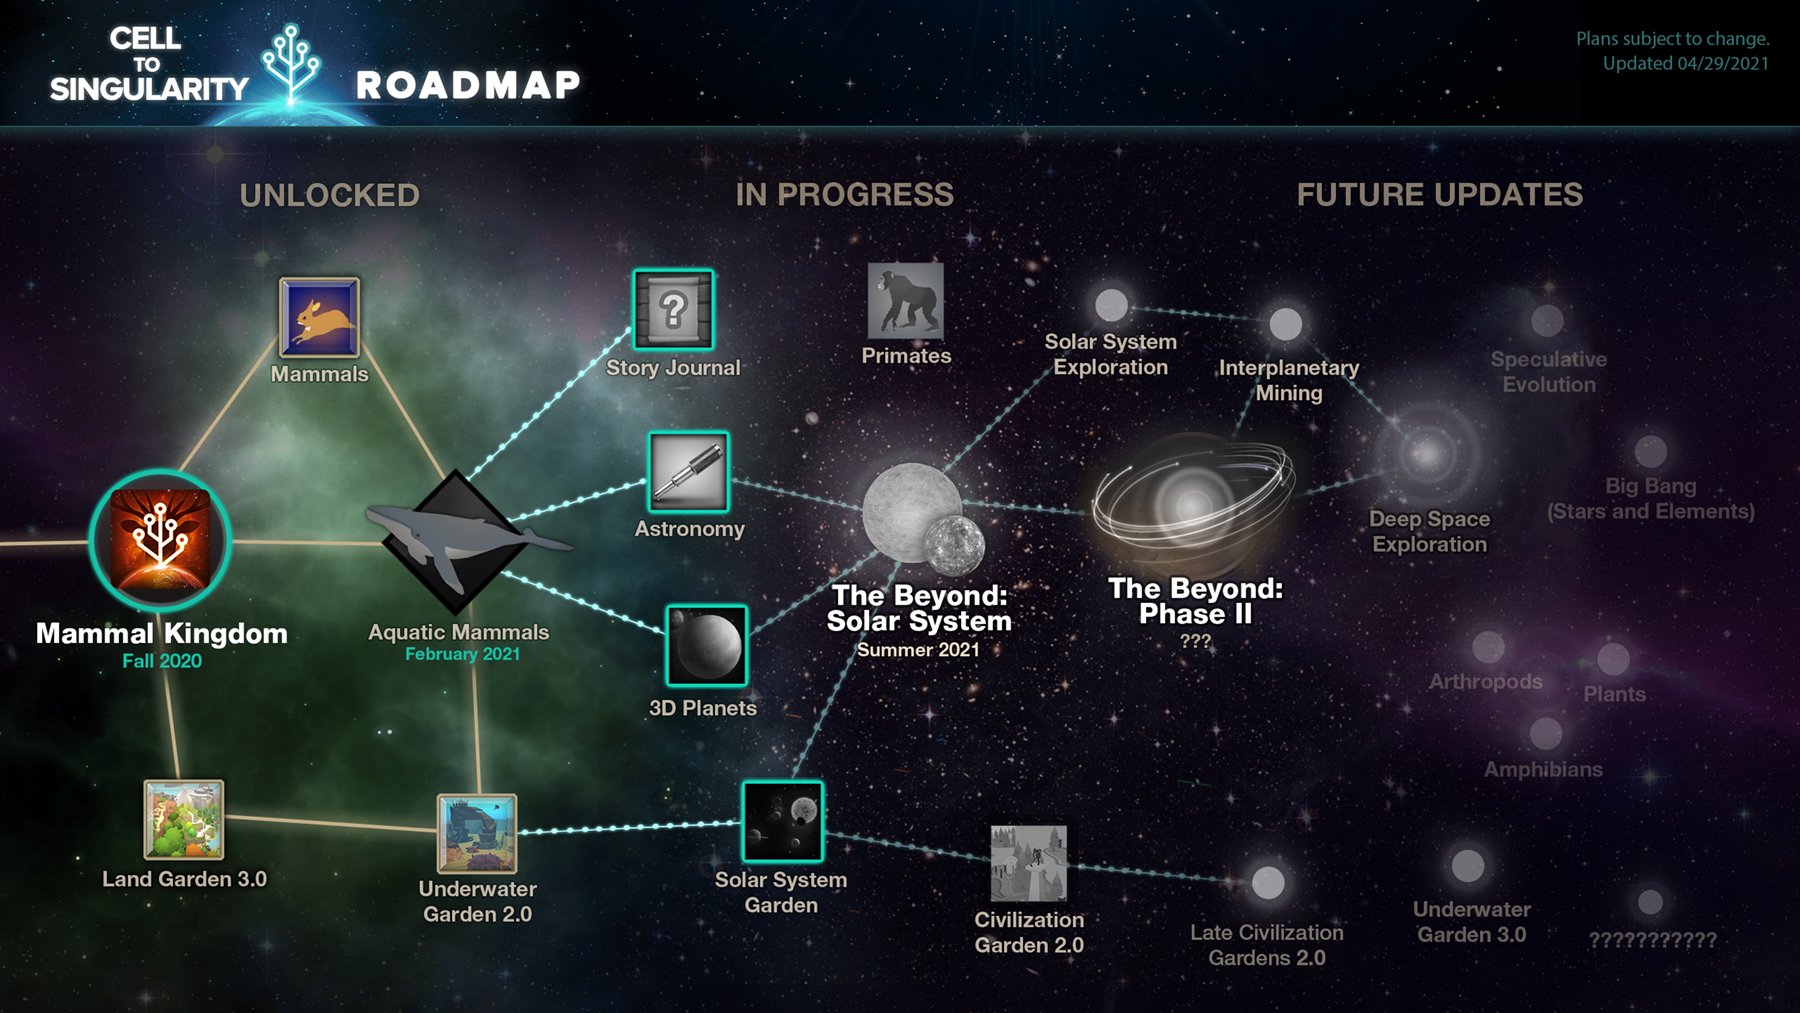 CELL
TO
SINGULARITY
ROADMAP
Plans subject to change.
Updated 04/29/2021
UNLOCKED
IN PROGRESS
FUTURE UPDATES
Mammals
Story Journal
?
Primates
Solar System
Exploration
Interplanetary
Mining
Speculative
Evolution
Astronomy
Big Bang
(Stars and Elements)
Deep Space
Exploration
Mammal Kingdom
Fall 2020
Aquatic Mammals
February 2021
The Beyond:
Solar System
Summer 2021
The Beyond:
Phase II
???
3D Planets
Arthropods
Plants
Amphibians
Land Garden 3.0
Underwater
Garden 2.0
Solar System
Garden
Civilization
Garden 2.0
Late Civilization
Gardens 2.0
Underwater
Garden 3.0
???????????